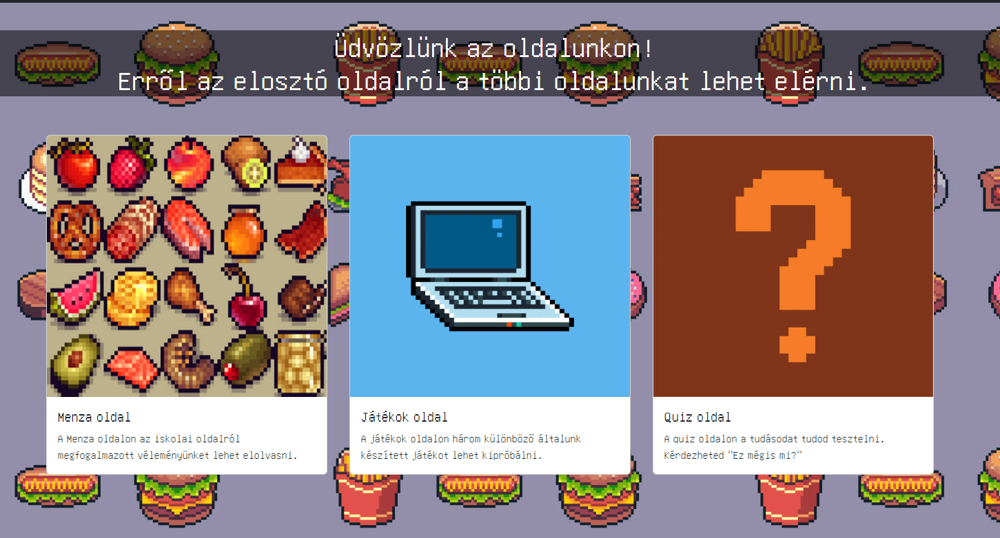 Üdvözlünk az oldalunkon!
Erről az elosztó oldalról a többi oldalunkat lehet elérni.
Menza oldal
A Menza oldalon az iskolai oldalról
megfogalmazott véleményünket lehet elolvasni.
Játékok oldal
A játékok oldalon három különböző általunk
készített játékot lehet kipróbálni.
Quiz oldal
A quiz oldalon a tudásodat tudod tesztelni.
Kérdezheted "Ez mégis mi?"